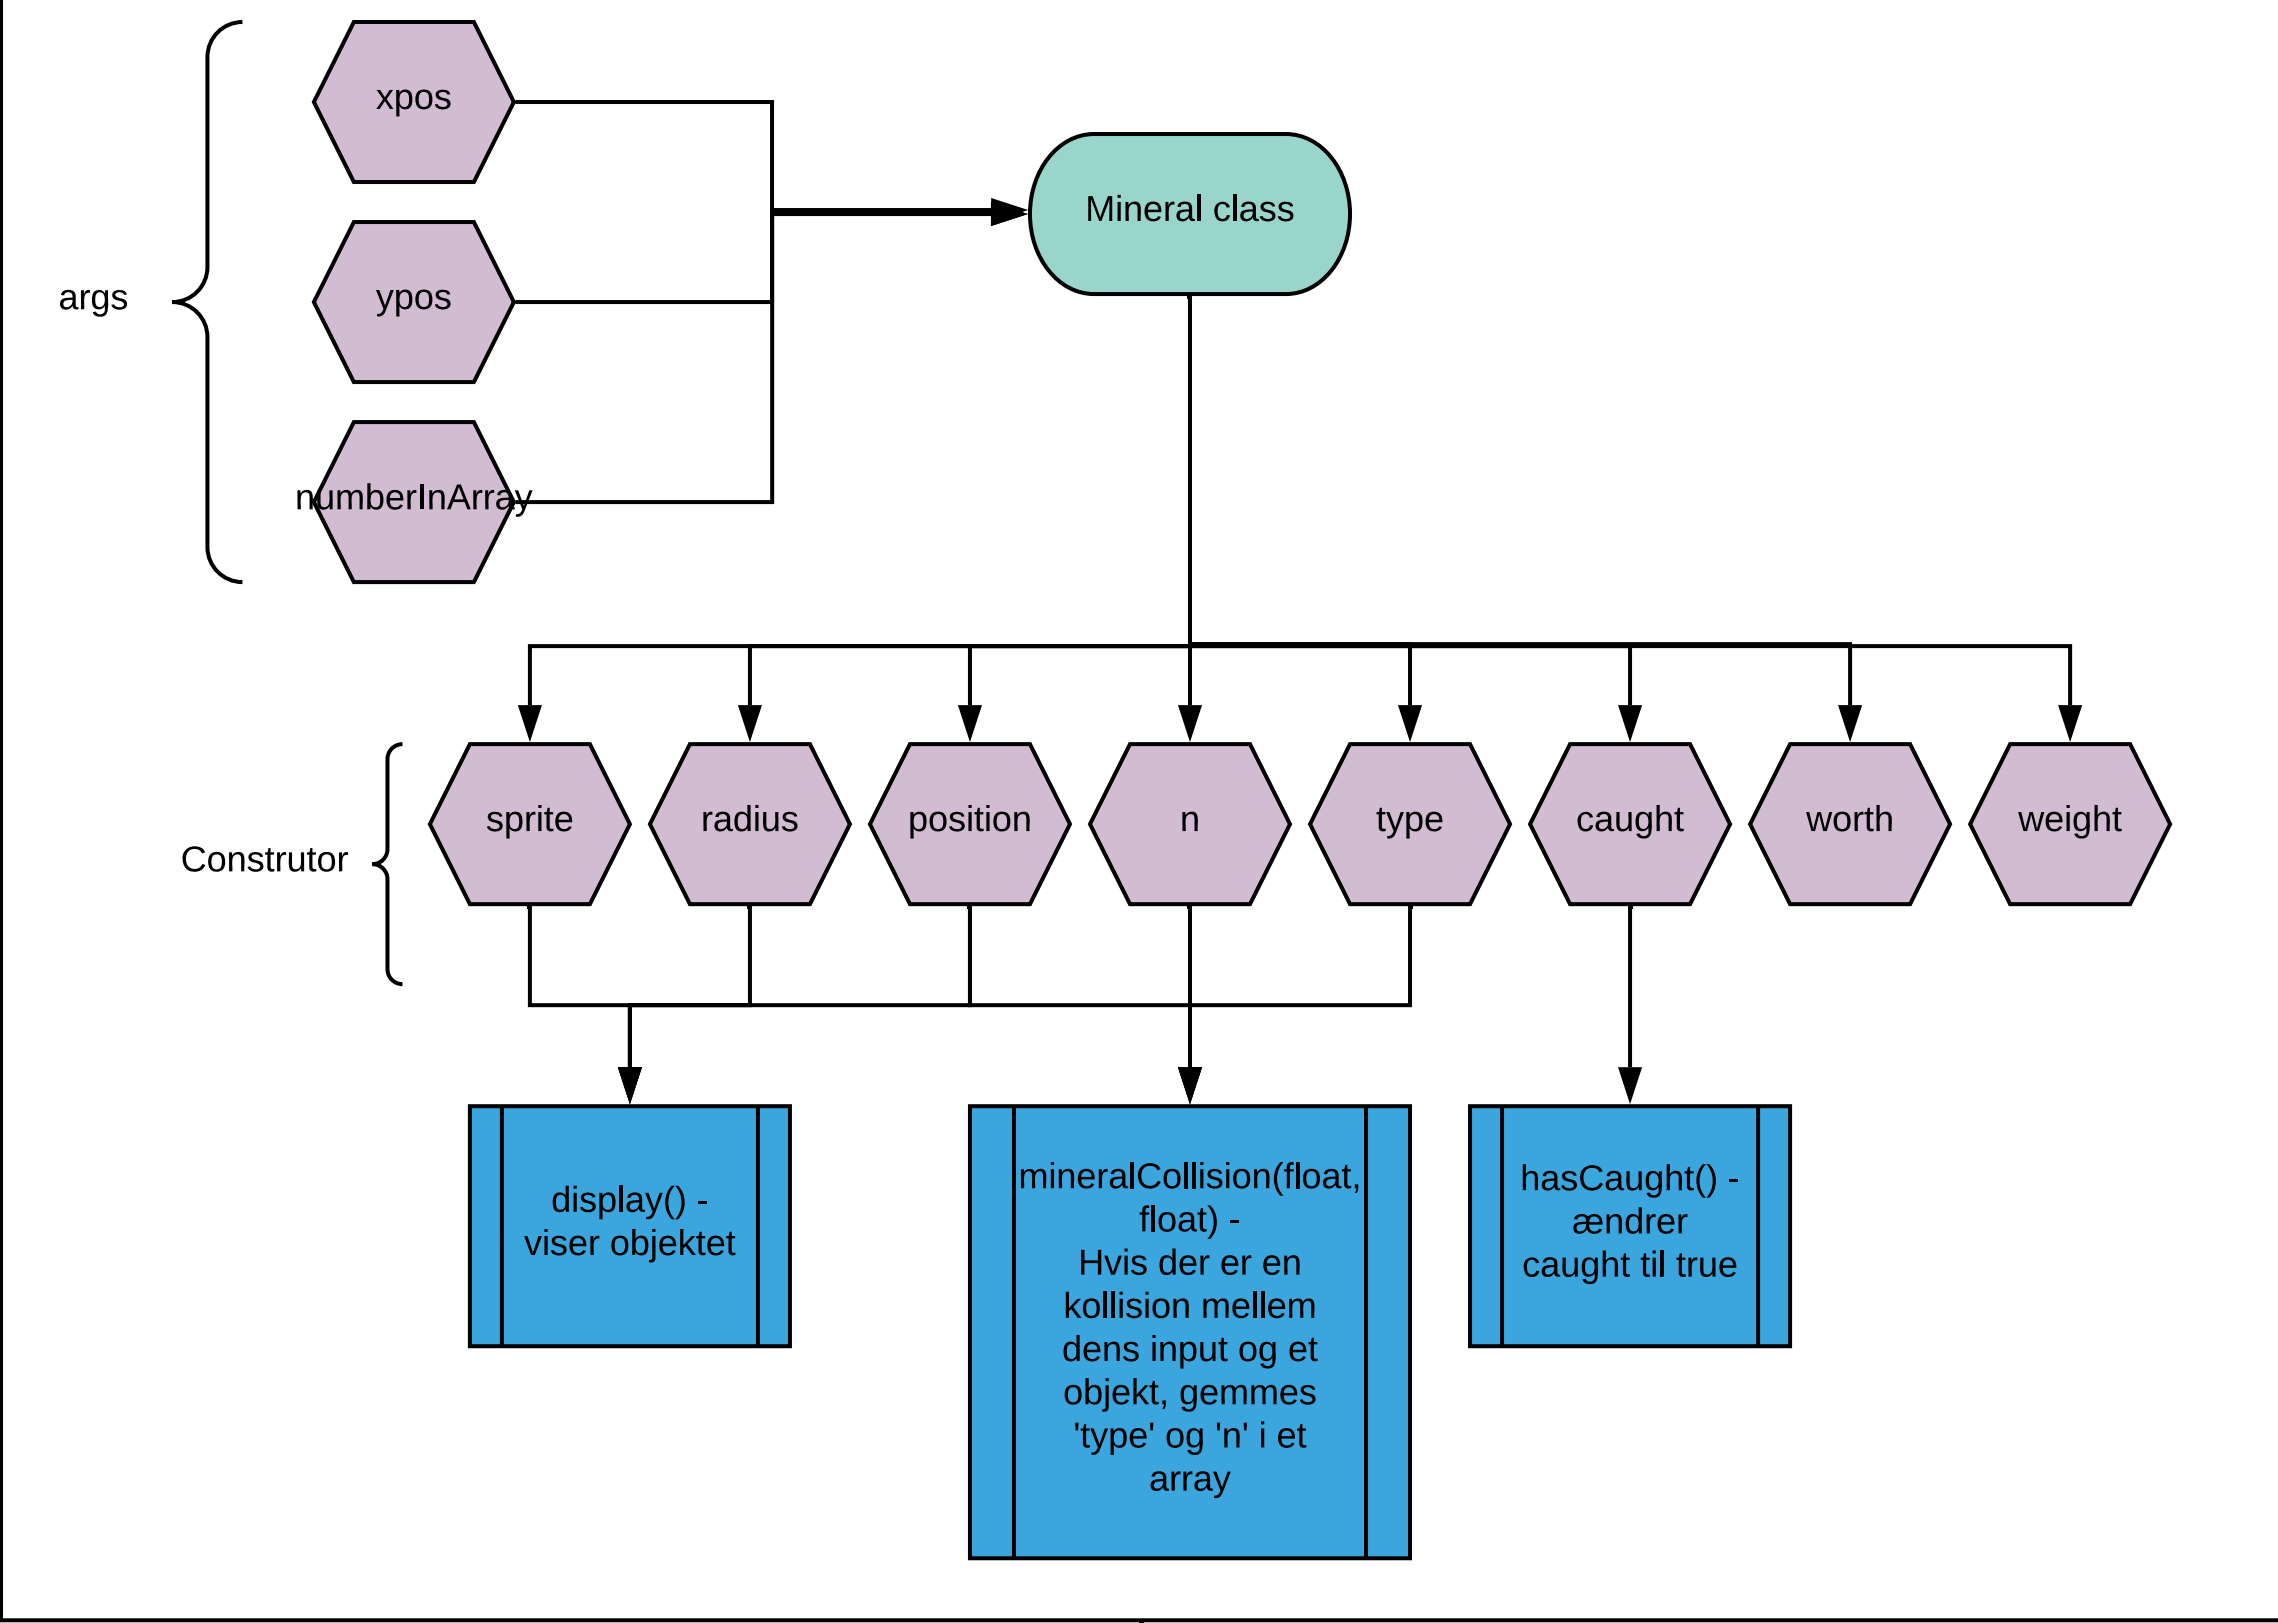 xpos
Mineral class
args
ypos
numberInArray
sprite
radius
position
n
type
caught
worth
weight
Construtor
display() -
viser objektet
mineralCollision(float,
float) -
Hvis der er en
kollision mellem
dens input og et
objekt, gemmes
'type' og 'n' i et
array
hasCaught() -
ændrer
caught til true